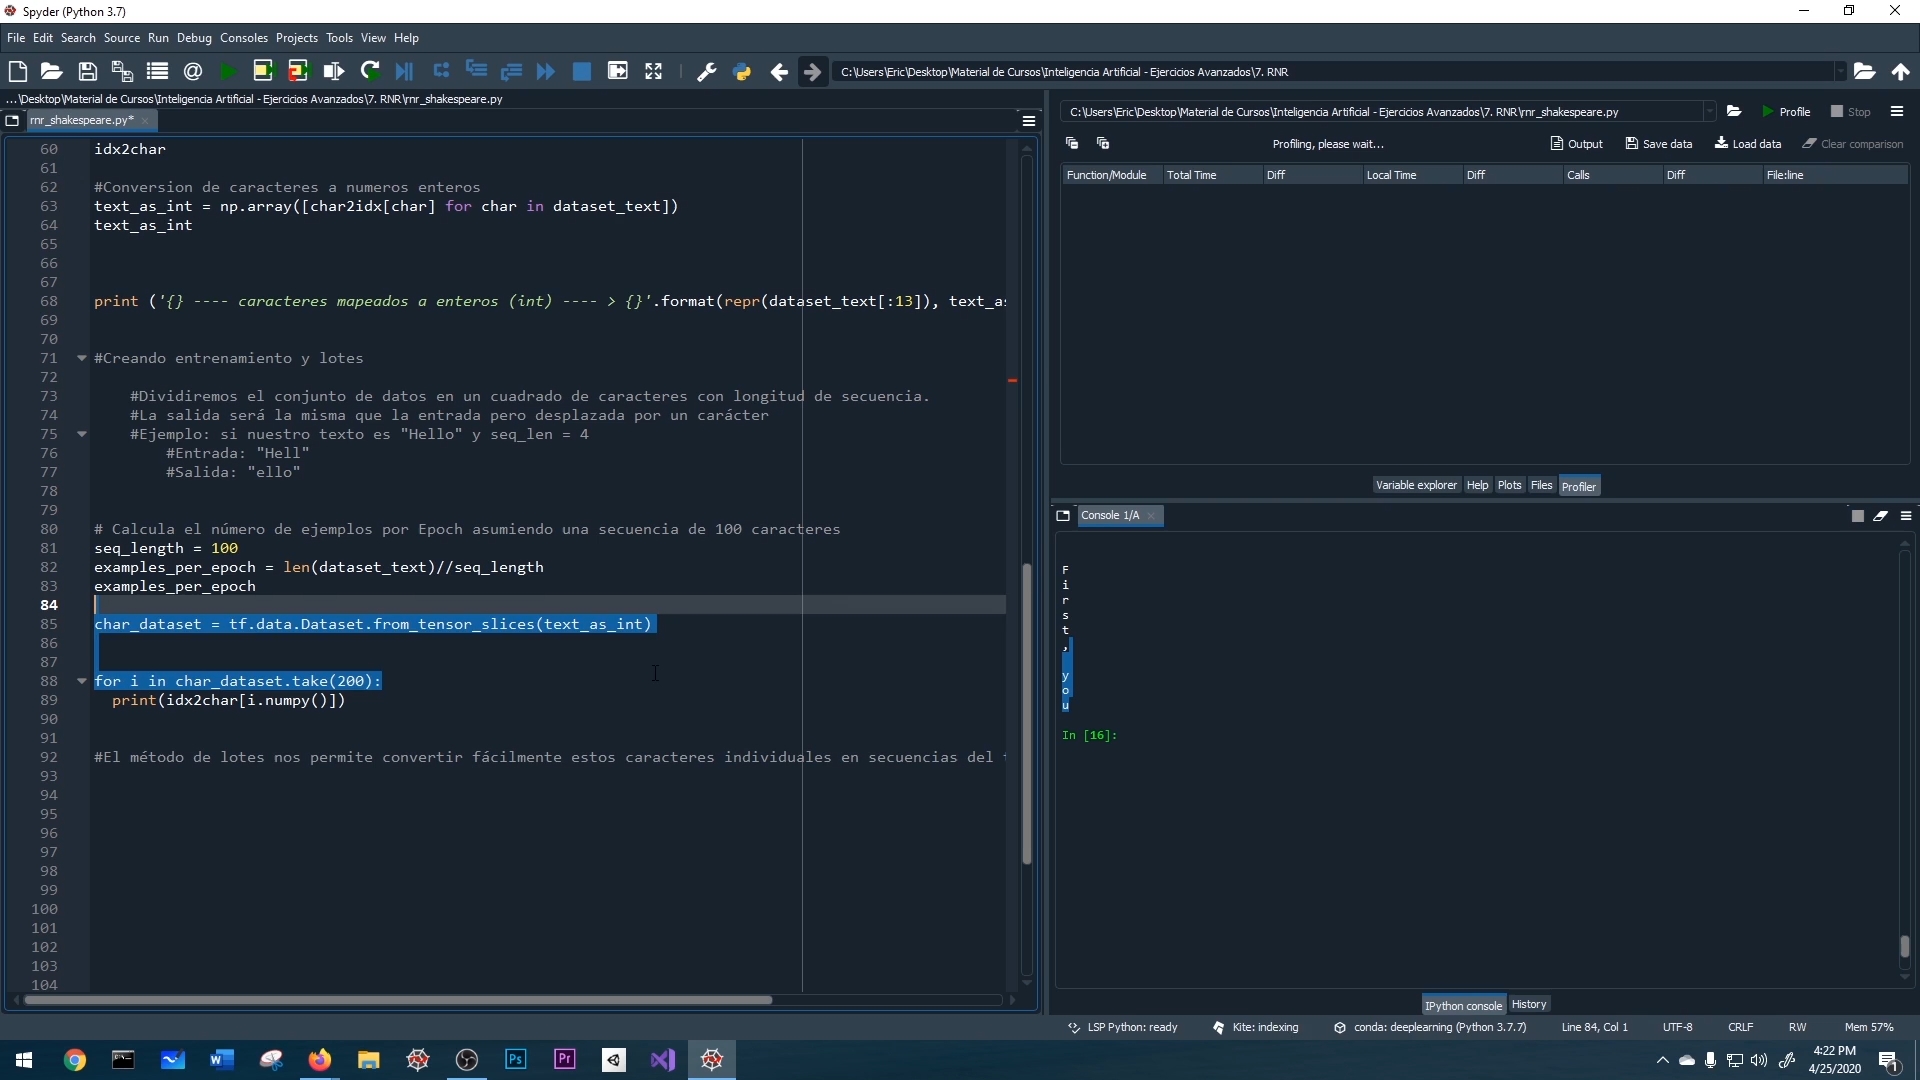 Spyder (Python 3.7)
File Edit Search Source Run Debug Consoles Projects Tools View Help
C:\Users\Eric\Desktop\Material de Cursos\Inteligencia Artificial - Ejercicios Avanzados\7. RNR
...\Desktop\Material de Cursos\Inteligencia Artificial - Ejercicios Avanzados\7. RNR\rnr_shakespeare.py
rnr_shakespeare.py*
60 idx2char
61
62 #Conversion de caracteres a numeros enteros
63 text_as_int = np.array([char2idx[char] for char in dataset_text])
64 text_as_int
65
66
67
68 print ('{} ---- caracteres mapeados a enteros (int) ---- > {}'.format(repr(dataset_text[:13]), text_as
69
70
71 #Creando entrenamiento y lotes
72
73 #Dividiremos el conjunto de datos en un cuadrado de caracteres con longitud de secuencia.
74 #La salida será la misma que la entrada pero desplazada por un carácter
75 #Ejemplo: si nuestro texto es "Hello" y seq_len = 4
76 #Entrada: "Hell"
77 #Salida: "ello"
78
79
80 # Calcula el número de ejemplos por Epoch asumiendo una secuencia de 100 caracteres
81 seq_length = 100
82 examples_per_epoch = len(dataset_text)//seq_length
83 examples_per_epoch
84
85 char_dataset = tf.data.Dataset.from_tensor_slices(text_as_int)
86
87
88 for i in char_dataset.take(200):
89 print(idx2char[i.numpy()])
90
91
92 #El método de lotes nos permite convertir fácilmente estos caracteres individuales en secuencias del
93
94
95
96
97
98
99
100
101
102
103
104
C:\Users\Eric\Desktop\Material de Cursos\Inteligencia Artificial - Ejercicios Avanzados\7. RNR\rnr_shakespeare.py
Profile Stop
Profiling, please wait...
Output Save data Load data Clear comparison
Function/Module Total Time Diff Local Time Diff Calls Diff File:line
Variable explorer Help Plots Files Profiler
Console 1/A
F
i
r
s
t
,
y
o
u
In [16]:
IPython console History
LSP Python: ready Kite: indexing conda: deeplearning (Python 3.7.7) Line 84, Col 1 UTF-8 CRLF RW Mem 57%
Ps Pr
4:22 PM
4/25/2020
1